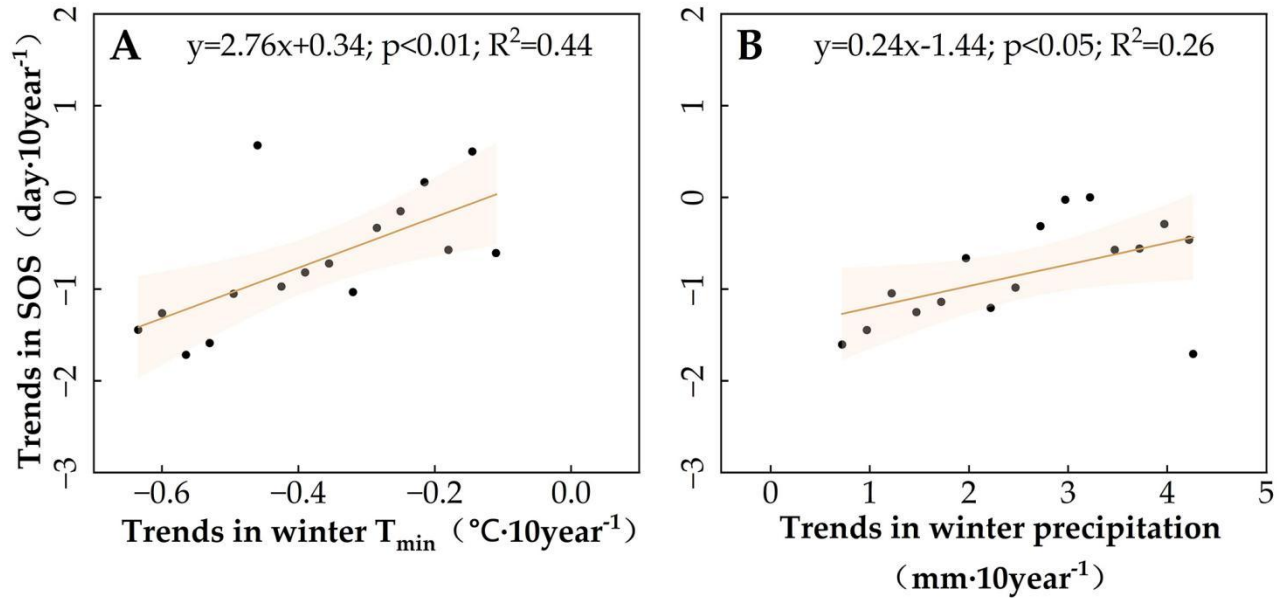 A
y=2.76x+0.34; p<0.01; R²=0.44
2
1
0
−1
−2
−3
Trends in SOS（day·10year⁻¹）
−0.6 −0.4 −0.2 0.0
Trends in winter Tmin（℃·10year⁻¹）
B
y=0.24x-1.44; p<0.05; R²=0.26
2
1
0
−1
−2
−3
0 1 2 3 4 5
Trends in winter precipitation
（mm·10year⁻¹）